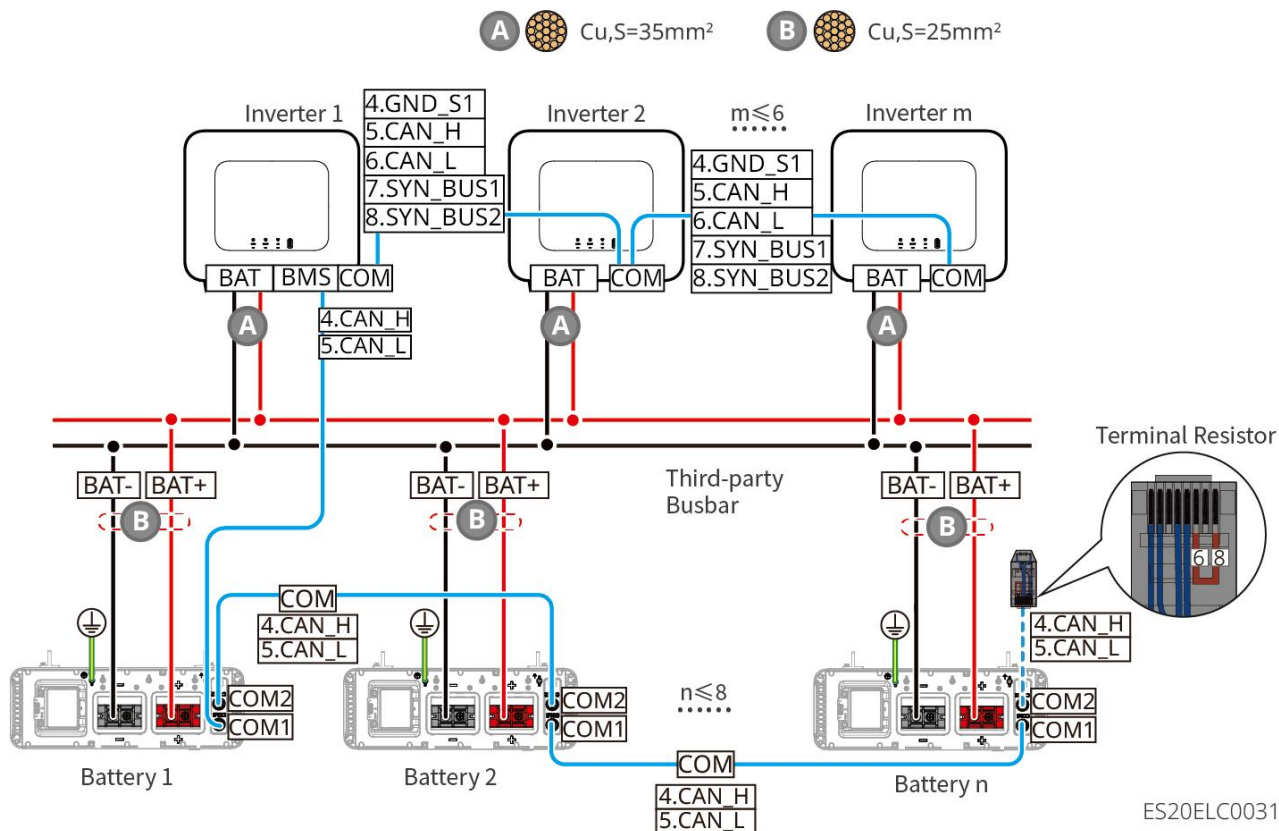 A Cu,S=35mm² B Cu,S=25mm²
Inverter 1
4.GND_S1
5.CAN_H
6.CAN_L
7.SYN_BUS1
8.SYN_BUS2
Inverter 2
m≤6
4.GND_S1
5.CAN_H
6.CAN_L
7.SYN_BUS1
8.SYN_BUS2
Inverter m
BAT BMS COM
BAT COM
BAT COM
A
4.CAN_H
5.CAN_L
A
A
Third-party
Busbar
Terminal Resistor
6 8
BAT- BAT+
B
BAT- BAT+
B
BAT- BAT+
B
COM
4.CAN_H
5.CAN_L
4.CAN_H
5.CAN_L
- +
COM2
COM1
- +
Battery 1
- +
COM2
COM1
- +
Battery 2
n≤8
- +
COM2
COM1
- +
Battery n
COM
4.CAN_H
5.CAN_L
ES20ELC0031